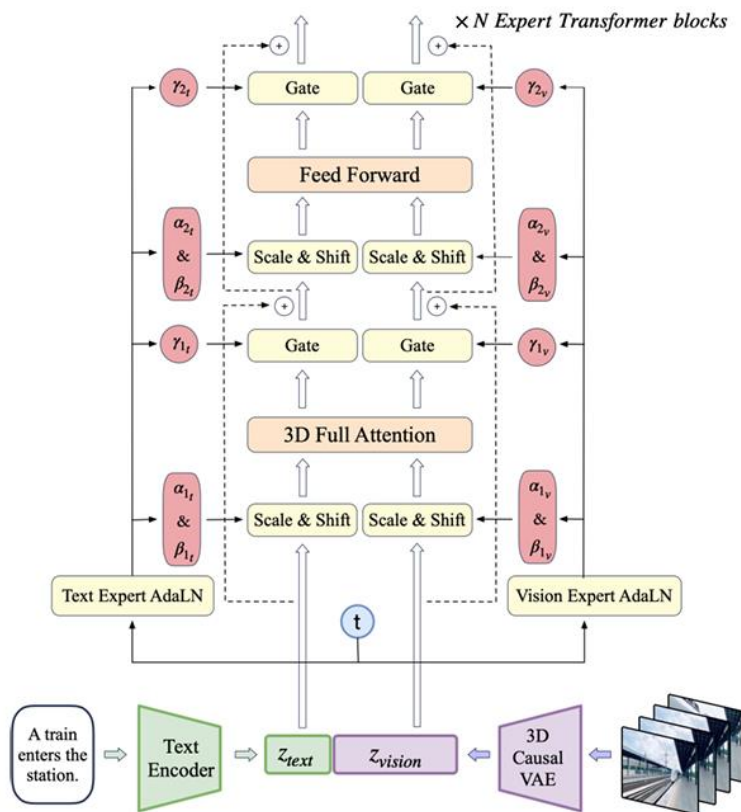 × N Expert Transformer blocks
+ +
γ2t Gate Gate γ2v
Feed Forward
α2t
&
β2t
Scale & Shift Scale & Shift
α2v
&
β2v
+ +
γ1t Gate Gate γ1v
3D Full Attention
α1t
&
β1t
Scale & Shift Scale & Shift
α1v
&
β1v
Text Expert AdaLN
Vision Expert AdaLN
t
A train
enters the
station.
Text
Encoder
ztext
zvision
3D
Causal
VAE